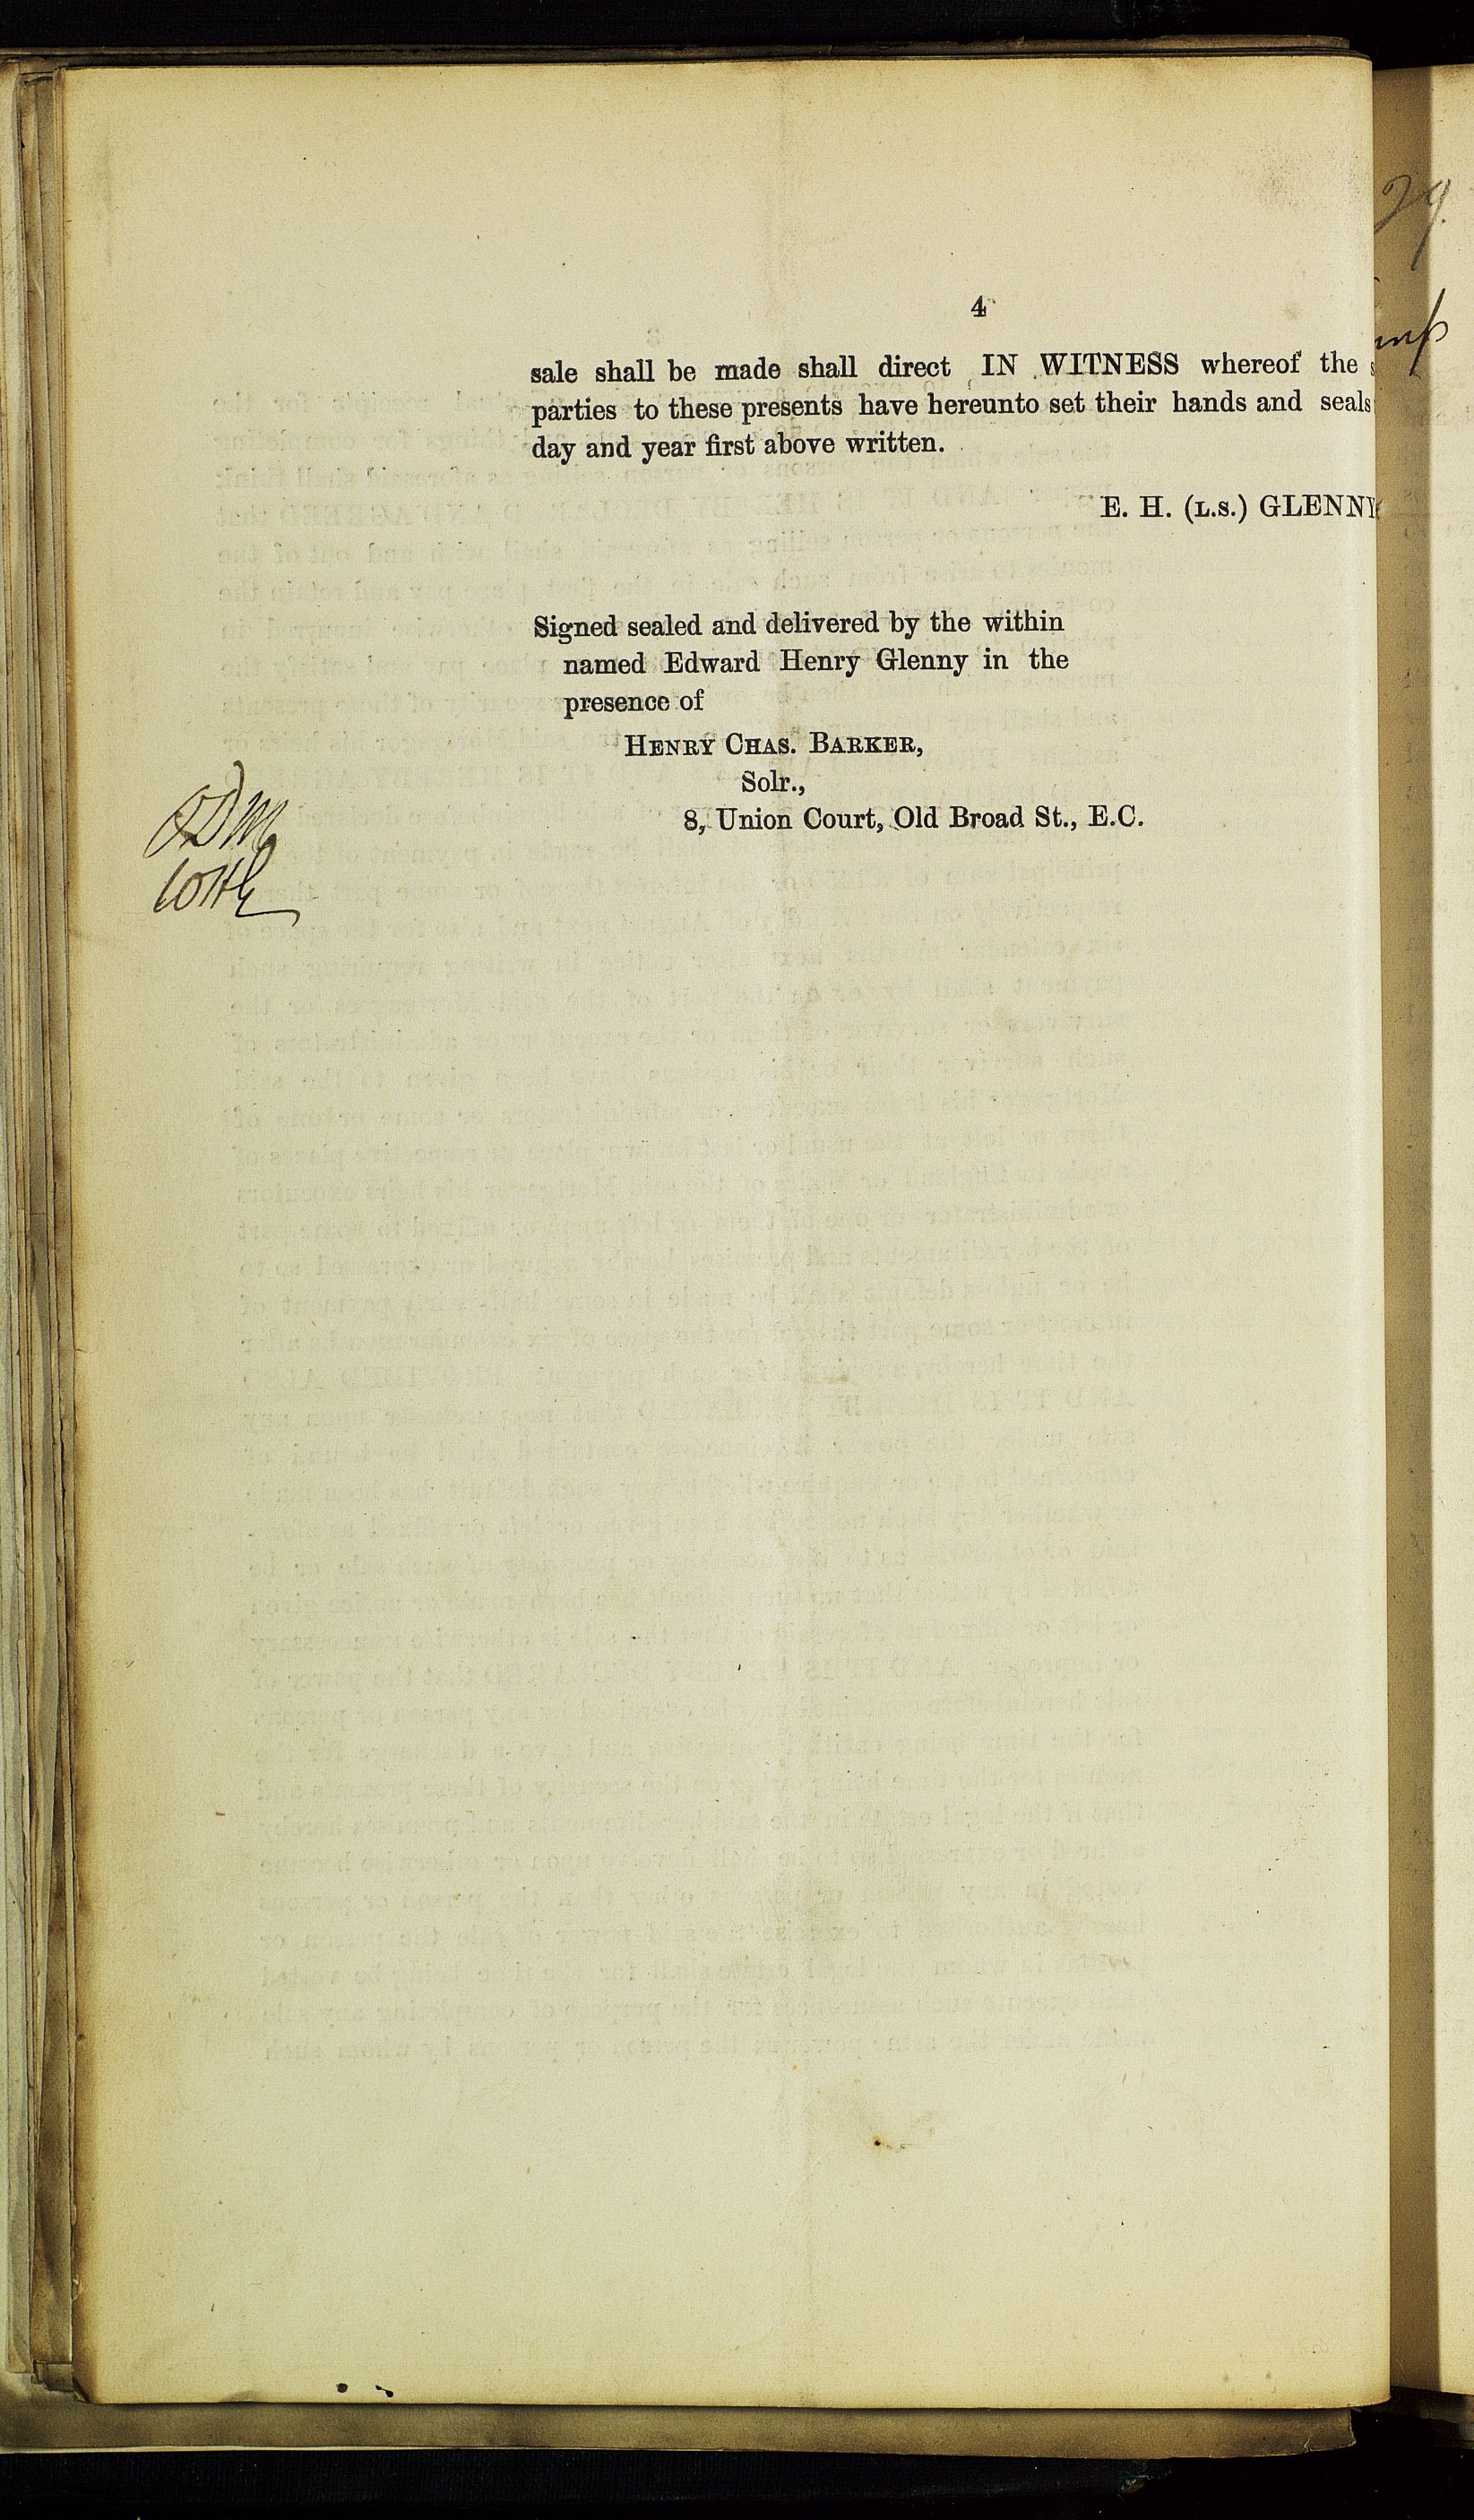 4
sale shall be made shall direct IN WITNESS whereof the
parties to these presents have hereunto set their hands and seals
day and year first above written.
E. H. (L.S.) GLENNY
Signed sealed and delivered by the within
named Edward Henry Glenny in the
presence of
HENRY CHAS. BARKER,
Solr.,
8, Union Court, Old Broad St., E.C.
29.